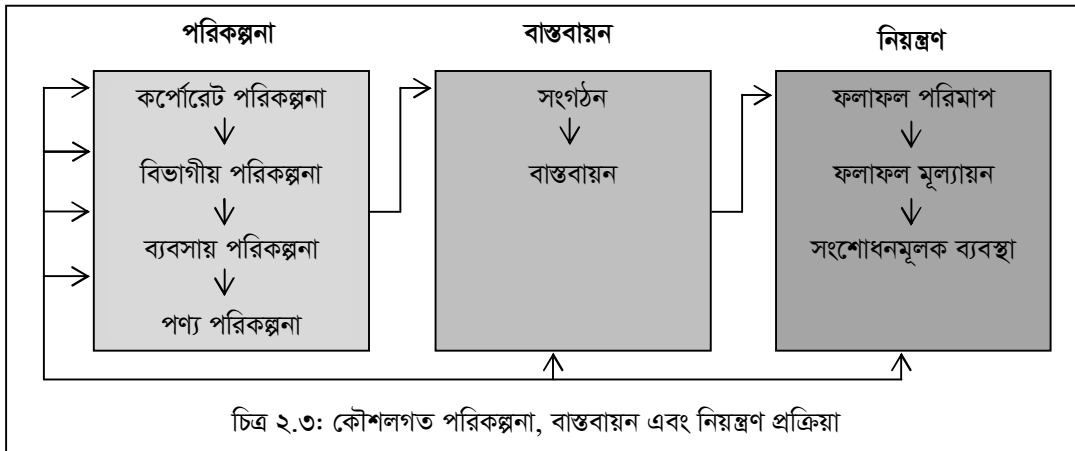 পরিকল্পনা
কর্পোরেট পরিকল্পনা
বিভাগীয় পরিকল্পনা
ব্যবসায় পরিকল্পনা
পণ্য পরিকল্পনা
বাস্তবায়ন
সংগঠন
বাস্তবায়ন
নিয়ন্ত্রণ
ফলাফল পরিমাপ
ফলাফল মূল্যায়ন
সংশোধনমূলক ব্যবস্থা
চিত্র ২.৩: কৌশলগত পরিকল্পনা, বাস্তবায়ন এবং নিয়ন্ত্রণ প্রক্রিয়া